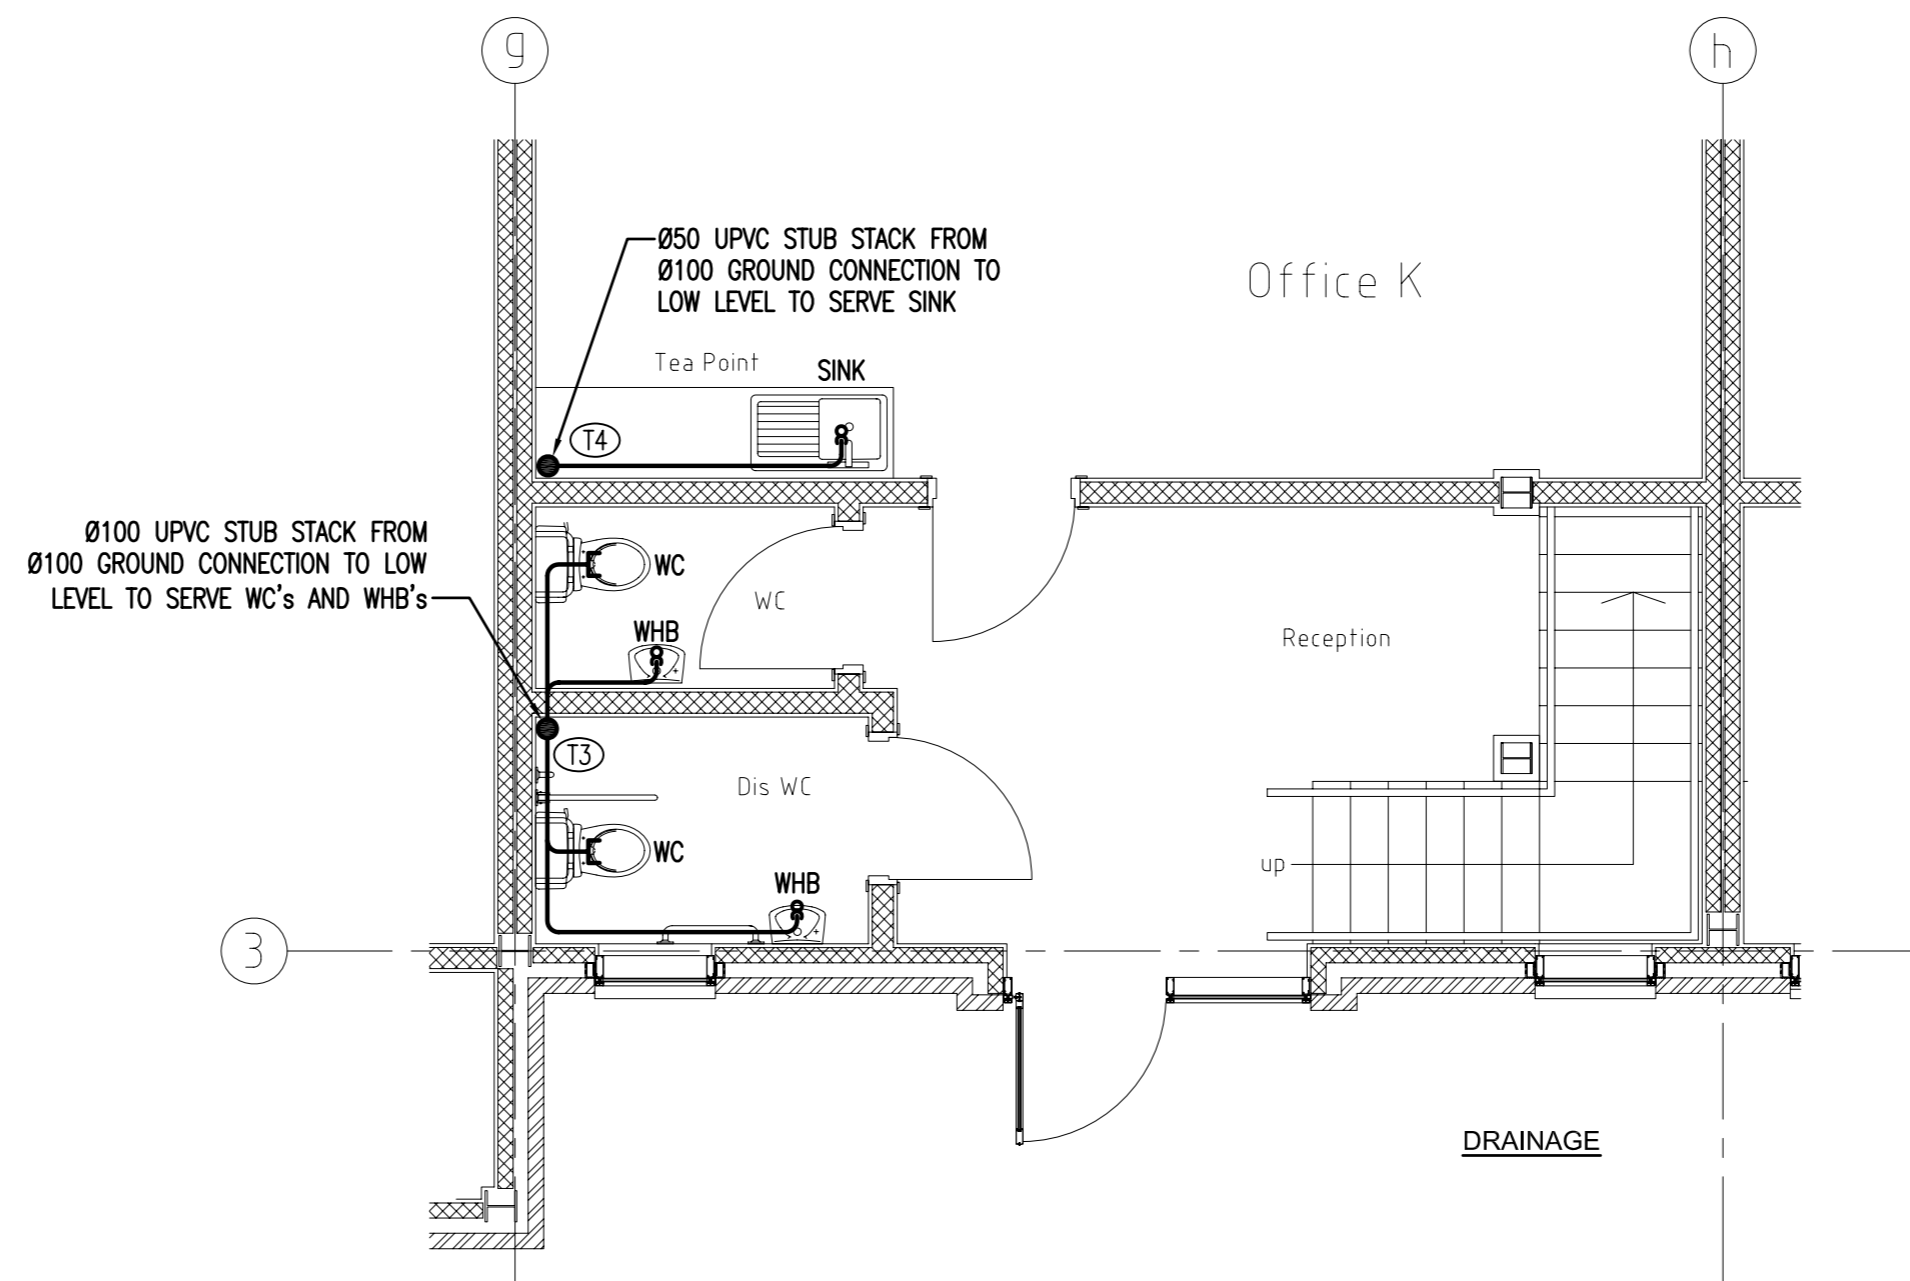 g
h
Ø50 UPVC STUB STACK FROM
Ø100 GROUND CONNECTION TO
LOW LEVEL TO SERVE SINK
Office K
Tea Point
SINK
T4
Ø100 UPVC STUB STACK FROM
Ø100 GROUND CONNECTION TO LOW
LEVEL TO SERVE WC's AND WHB's
WC
WC
WHB
Reception
T3
Dis WC
WC
up
WHB
3
DRAINAGE